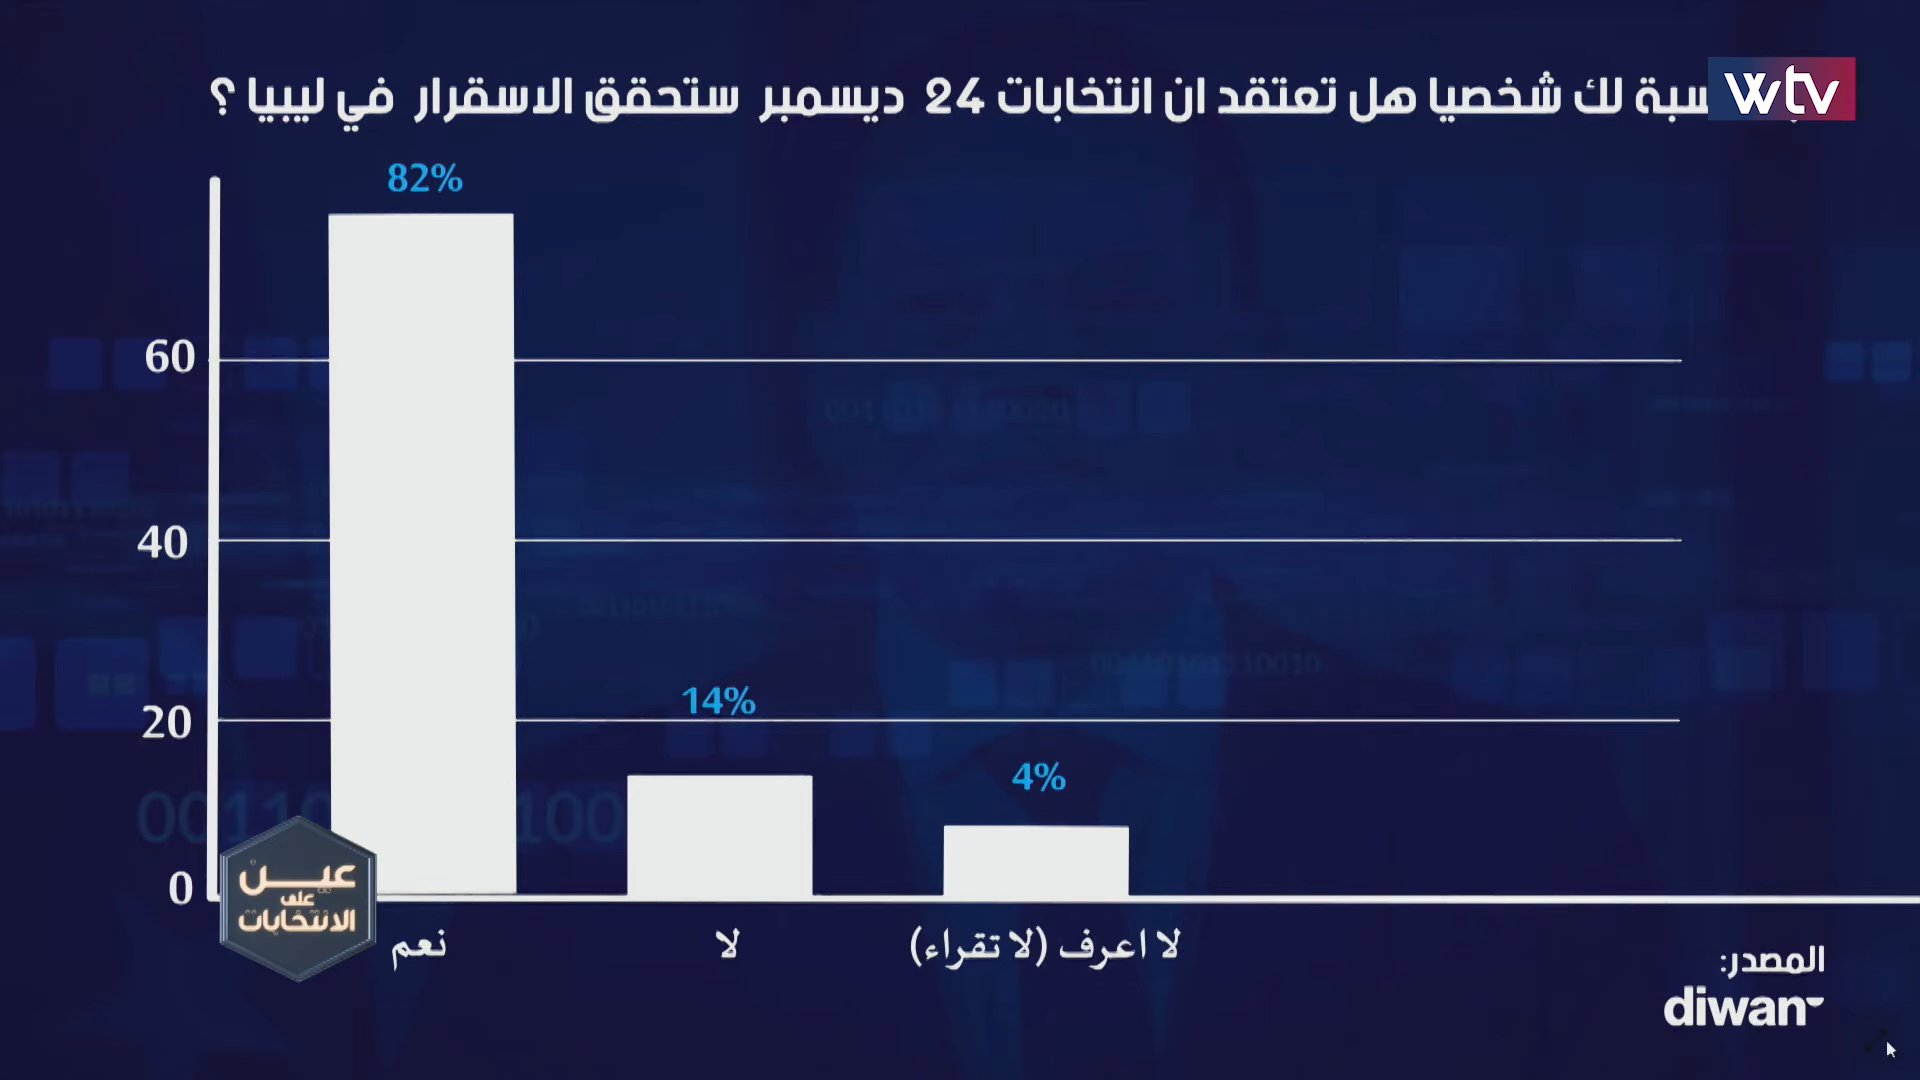 سبة لك شخصيا هل تعتقد ان انتخابات 24 ديسمبر ستحقق الاسقرار في ليبيا ؟
wtv
82%
60
40
14%
20
4%
0
نعم
لا
لا اعرف (لا تقراء)
عين
على
الانتخابات
المصدر:
diwan